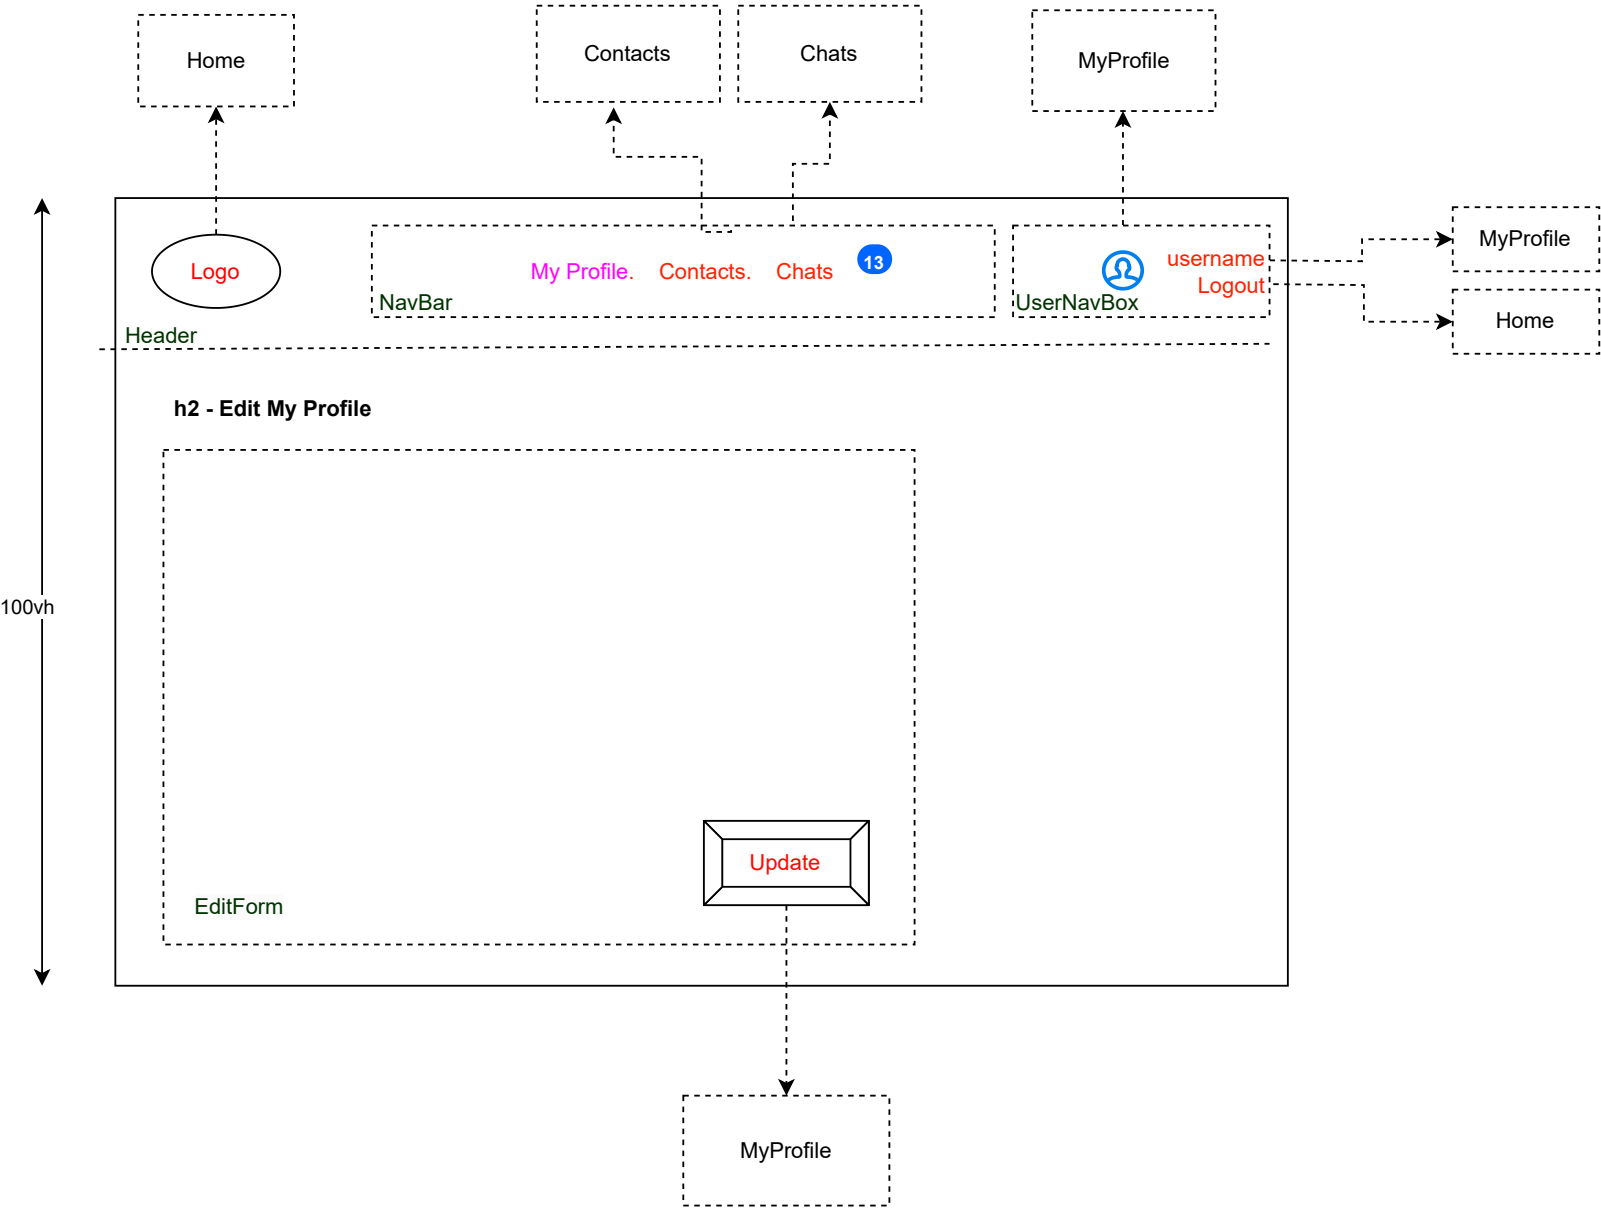 Home
Contacts
Chats
MyProfile
Logo
My Profile. Contacts. Chats
13
NavBar
username
Logout
UserNavBox
MyProfile
Home
Header
h2 - Edit My Profile
100vh
Update
EditForm
MyProfile